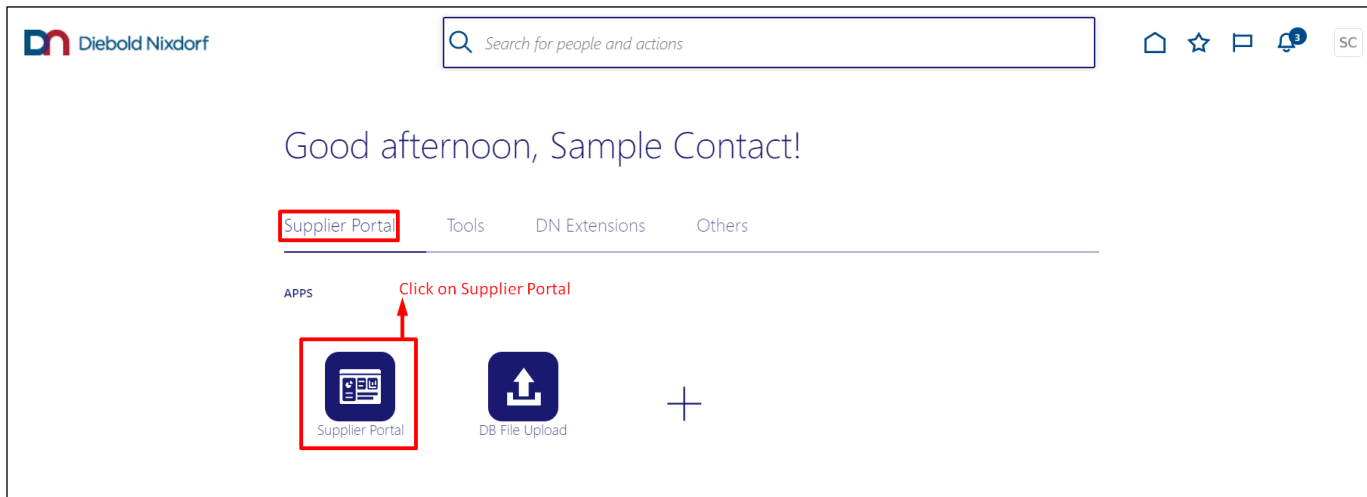 Diebold Nixdorf
Search for people and actions
3
SC
Good afternoon, Sample Contact!
Supplier Portal Tools DN Extensions Others
APPS
Click on Supplier Portal
Supplier Portal DB File Upload